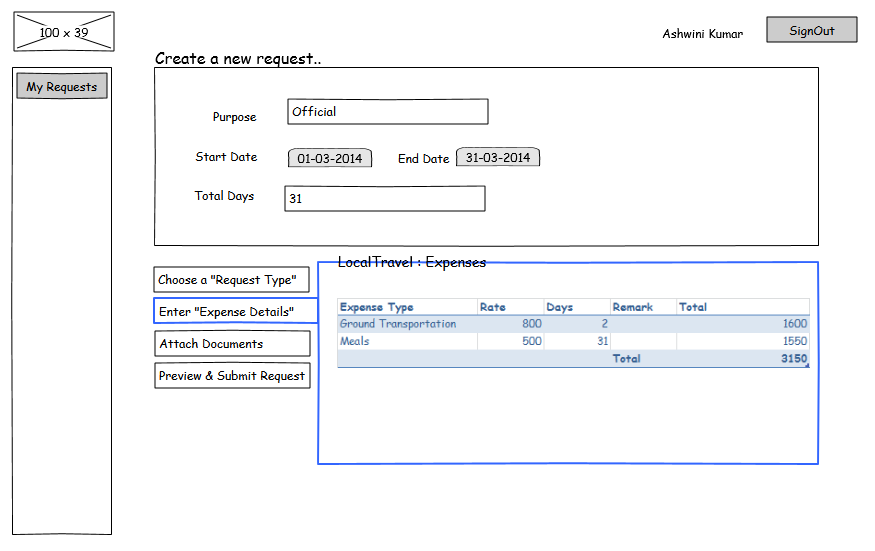 100 x 39
Ashwini Kumar
SignOut
Create a new request..
My Requests
Purpose Official
Start Date 01-03-2014 End Date 31-03-2014
Total Days 31
LocalTravel : Expenses
Choose a "Request Type"
Enter "Expense Details"
Attach Documents
Preview & Submit Request
Expense Type Rate Days Remark Total
Ground Transportation 800 2 1600
Meals 500 31 1550
Total 3150